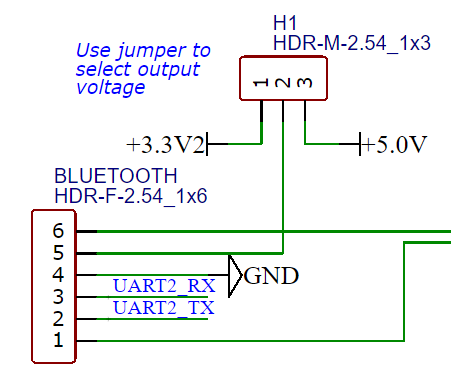 H1
HDR-M-2.54_1x3
Use jumper to
select output
voltage
1 2 3
+3.3V2
+5.0V
BLUETOOTH
HDR-F-2.54_1x6
6
5
4
GND
3
UART2_RX
2
UART2_TX
1